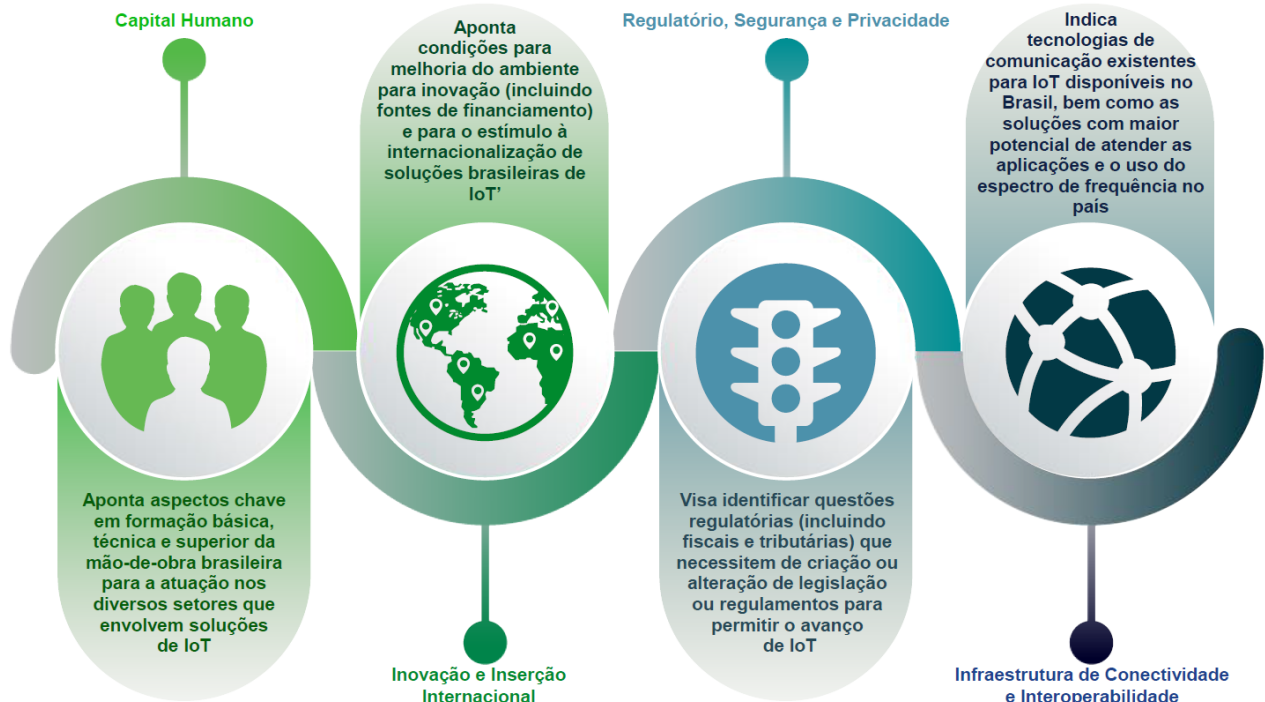 Capital Humano
Aponta aspectos chave
em formação básica,
técnica e superior da
mão-de-obra brasileira
para a atuação nos
diversos setores que
envolvem soluções
de IoT
Aponta
condições para
melhoria do ambiente
para inovação (incluindo
fontes de financiamento)
e para o estímulo à
internacionalização de
soluções brasileiras de
IoT’
Inovação e Inserção
Internacional
Regulatório, Segurança e Privacidade
Visa identificar questões
regulatórias (incluindo
fiscais e tributárias) que
necessitem de criação ou
alteração de legislação
ou regulamentos para
permitir o avanço
de IoT
Indica
tecnologias de
comunicação existentes
para IoT disponíveis no
Brasil, bem como as
soluções com maior
potencial de atender as
aplicações e o uso do
espectro de frequência no
país
Infraestrutura de Conectividade
e Interoperabilidade